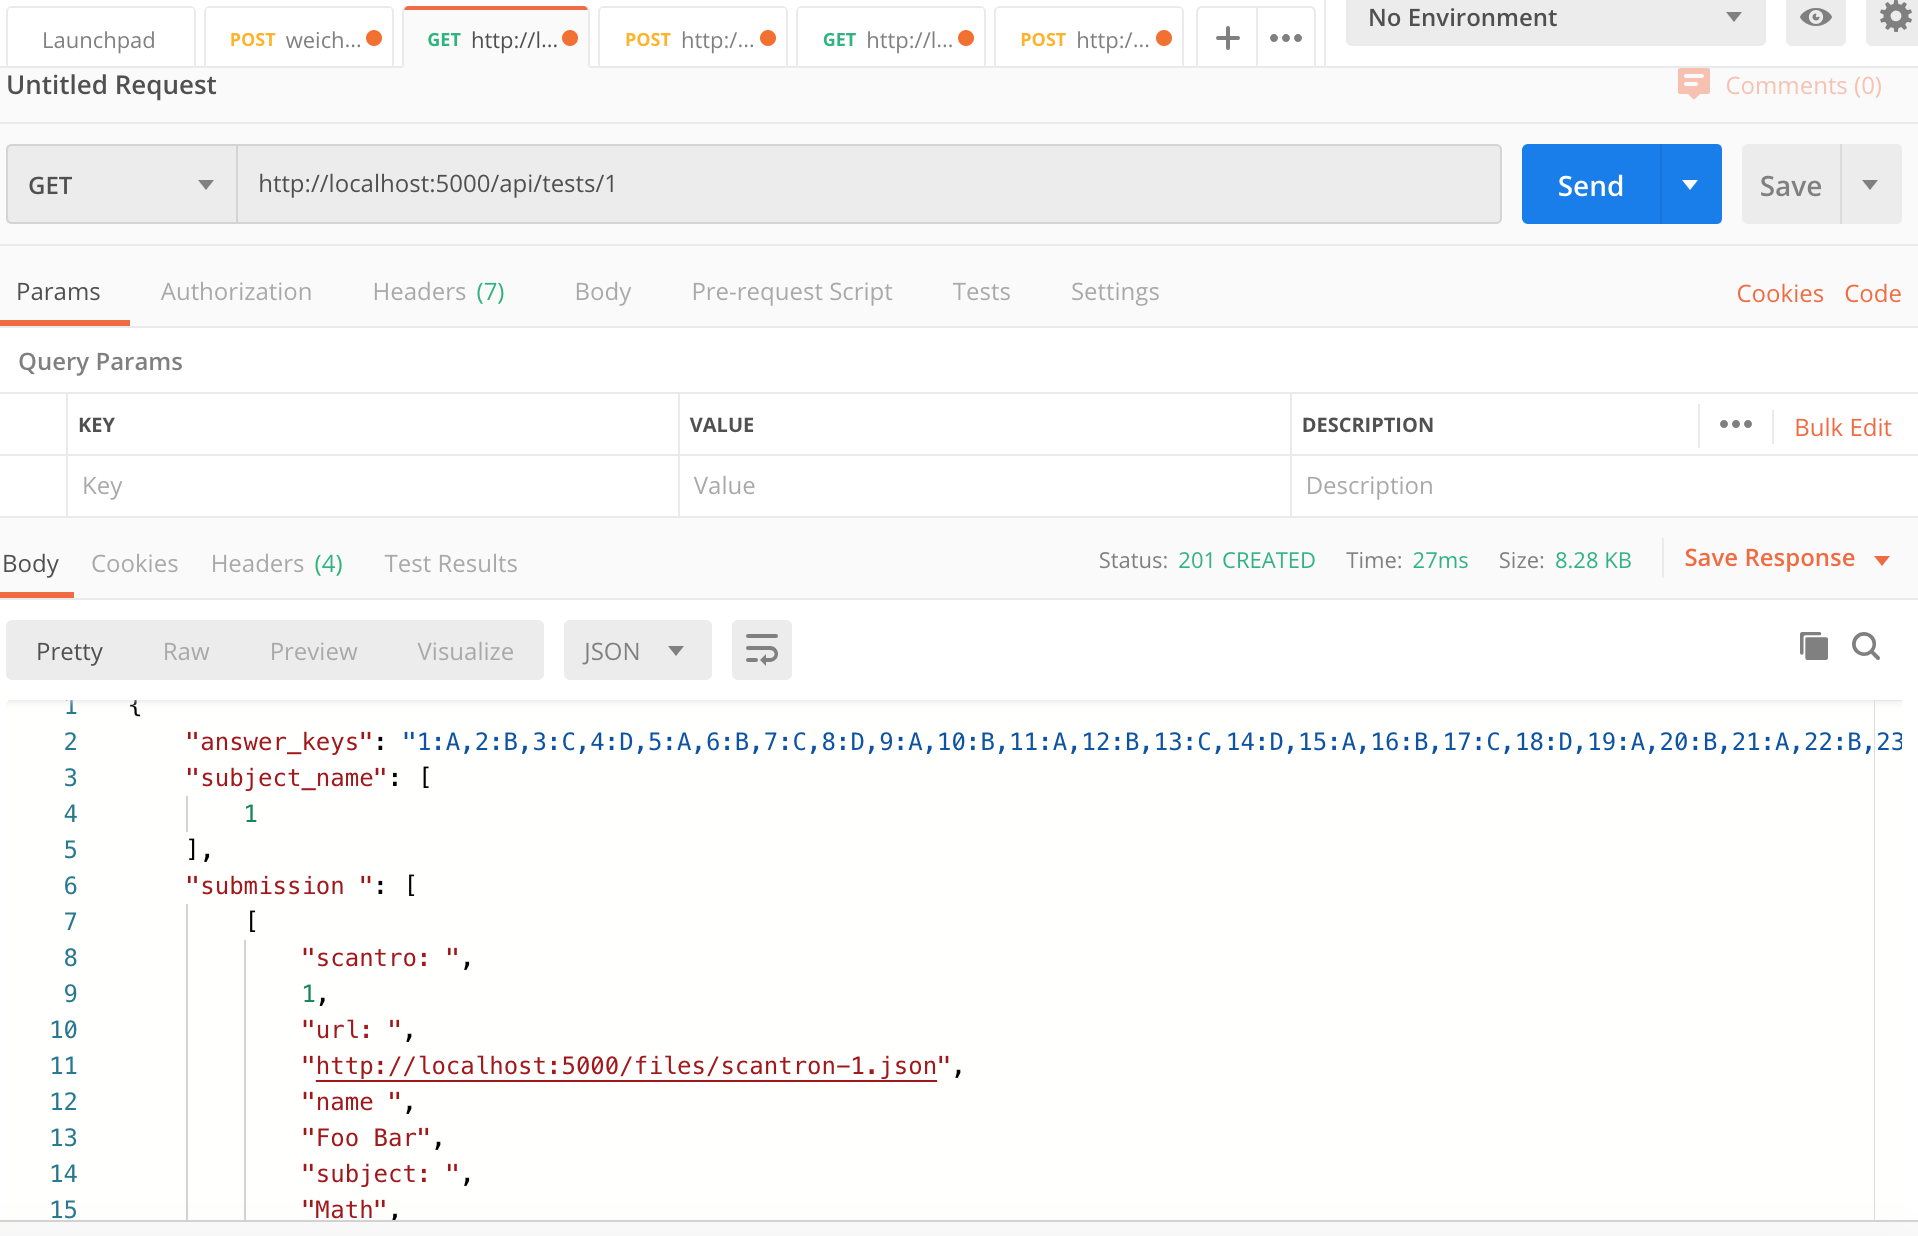 Launchpad POST weich... GET http://l... POST http:/... GET http://l... POST http:/... No Environment
Untitled Request Comments (0)
GET http://localhost:5000/api/tests/1 Send Save
Params Authorization Headers (7) Body Pre-request Script Tests Settings Cookies Code
Query Params
KEY VALUE DESCRIPTION Bulk Edit
Key Value Description
Body Cookies Headers (4) Test Results Status: 201 CREATED Time: 27ms Size: 8.28 KB Save Response
Pretty Raw Preview Visualize JSON
1 {
2 "answer_keys": "1:A,2:B,3:C,4:D,5:A,6:B,7:C,8:D,9:A,10:B,11:A,12:B,13:C,14:D,15:A,16:B,17:C,18:D,19:A,20:B,21:A,22:B,23
3 "subject_name": [
4 1
5 ],
6 "submission ": [
7 [
8 "scantro: ",
9 1,
10 "url: ",
11 "http://localhost:5000/files/scantron-1.json",
12 "name ",
13 "Foo Bar",
14 "subject: ",
15 "Math",